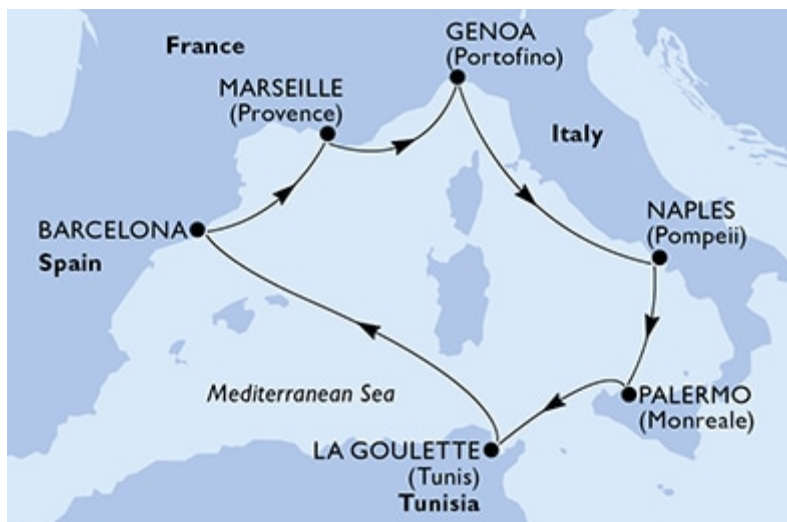 France
GENOA
(Portofino)
MARSEILLE
(Provence)
Italy
NAPLES
(Pompeii)
BARCELONA
Spain
Mediterranean Sea
PALERMO
(Monreale)
LA GOULETTE
(Tunis)
Tunisia